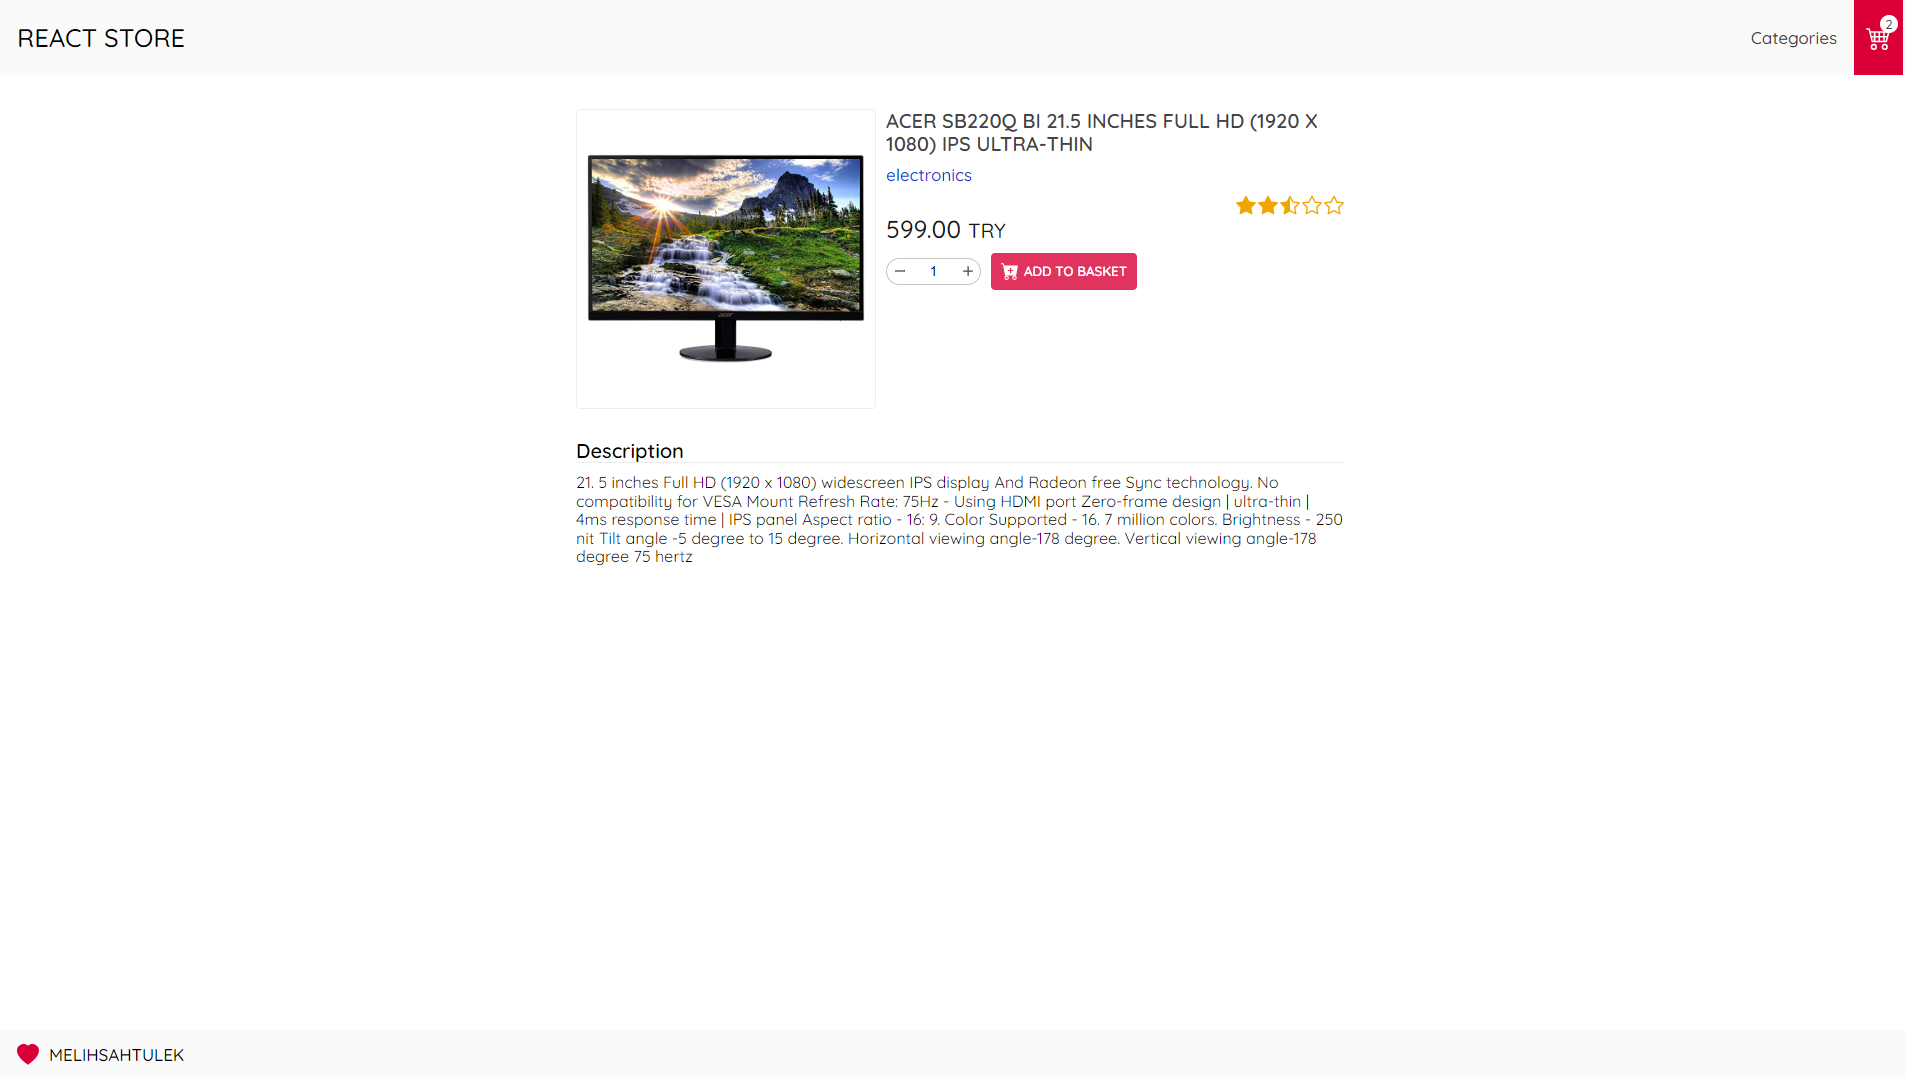 REACT STORE
Categories
2
ACER SB220Q BI 21.5 INCHES FULL HD (1920 X
1080) IPS ULTRA-THIN
electronics
599.00 TRY
1
ADD TO BASKET
acer
Description
21. 5 inches Full HD (1920 x 1080) widescreen IPS display And Radeon free Sync technology. No
compatibility for VESA Mount Refresh Rate: 75Hz - Using HDMI port Zero-frame design | ultra-thin |
4ms response time | IPS panel Aspect ratio - 16: 9. Color Supported - 16. 7 million colors. Brightness - 250
nit Tilt angle -5 degree to 15 degree. Horizontal viewing angle-178 degree. Vertical viewing angle-178
degree 75 hertz
MELIHSAHTULEK